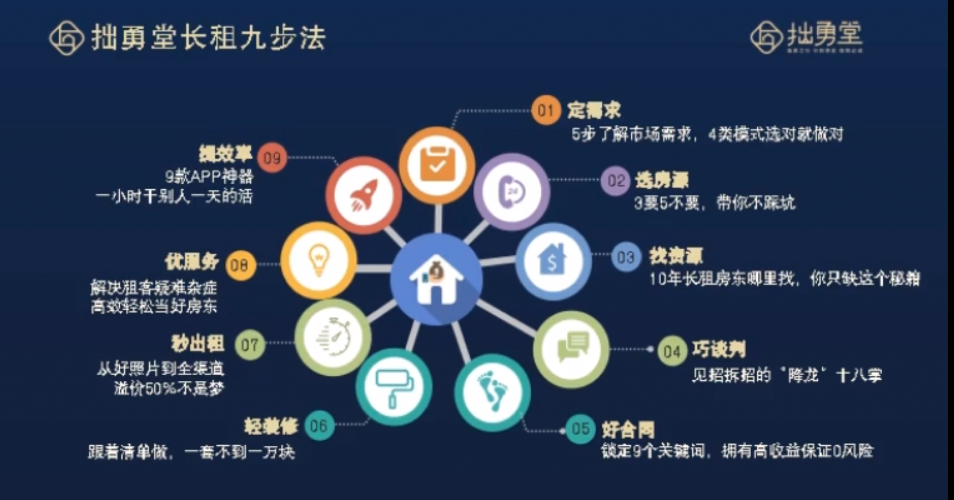 拙勇堂长租九步法
拙勇堂
01
定需求
5步了解市场需求，4类模式选对就做对
02
选房源
3要5不要，带你不踩坑
03
找资源
10年长租房东哪里找，你只缺这个秘籍
04
巧谈判
见招拆招的“降龙”十八掌
05
好合同
锁定9个关键词，拥有高收益保证0风险
06
轻装修
跟着清单做，一套不到一万块
07
秒出租
从好照片到全渠道
溢价50%不是梦
08
优服务
解决租客疑难杂症
高效轻松当好房东
09
提效率
9款APP神器
一小时干别人一天的活
24
$